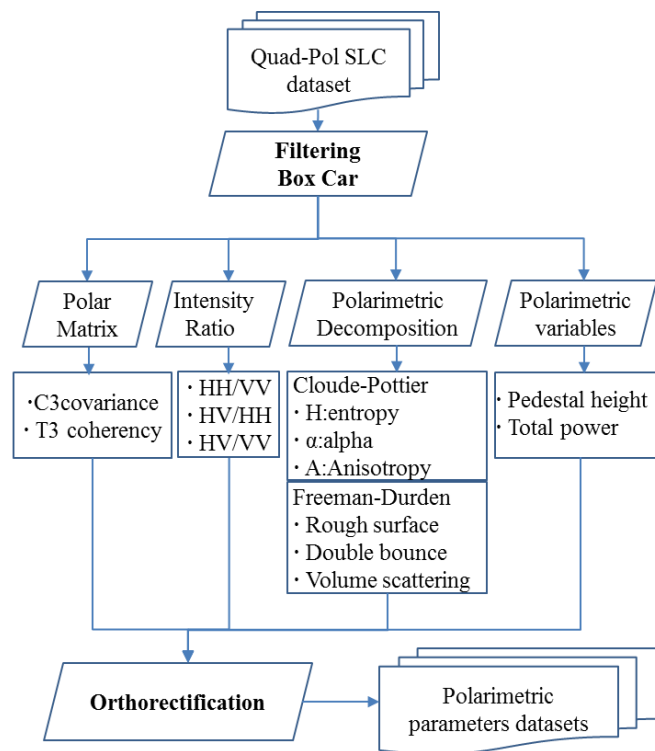 Quad-Pol SLC
dataset
Filtering
Box Car
Polar
Matrix
Intensity
Ratio
Polarimetric
Decomposition
Polarimetric
variables
・C3covariance
・T3 coherency
・HH/VV
・HV/HH
・HV/VV
Cloude-Pottier
・H:entropy
・α:alpha
・A:Anisotropy
Freeman-Durden
・Rough surface
・Double bounce
・Volume scattering
・Pedestal height
・Total power
Orthorectification
Polarimetric
parameters datasets